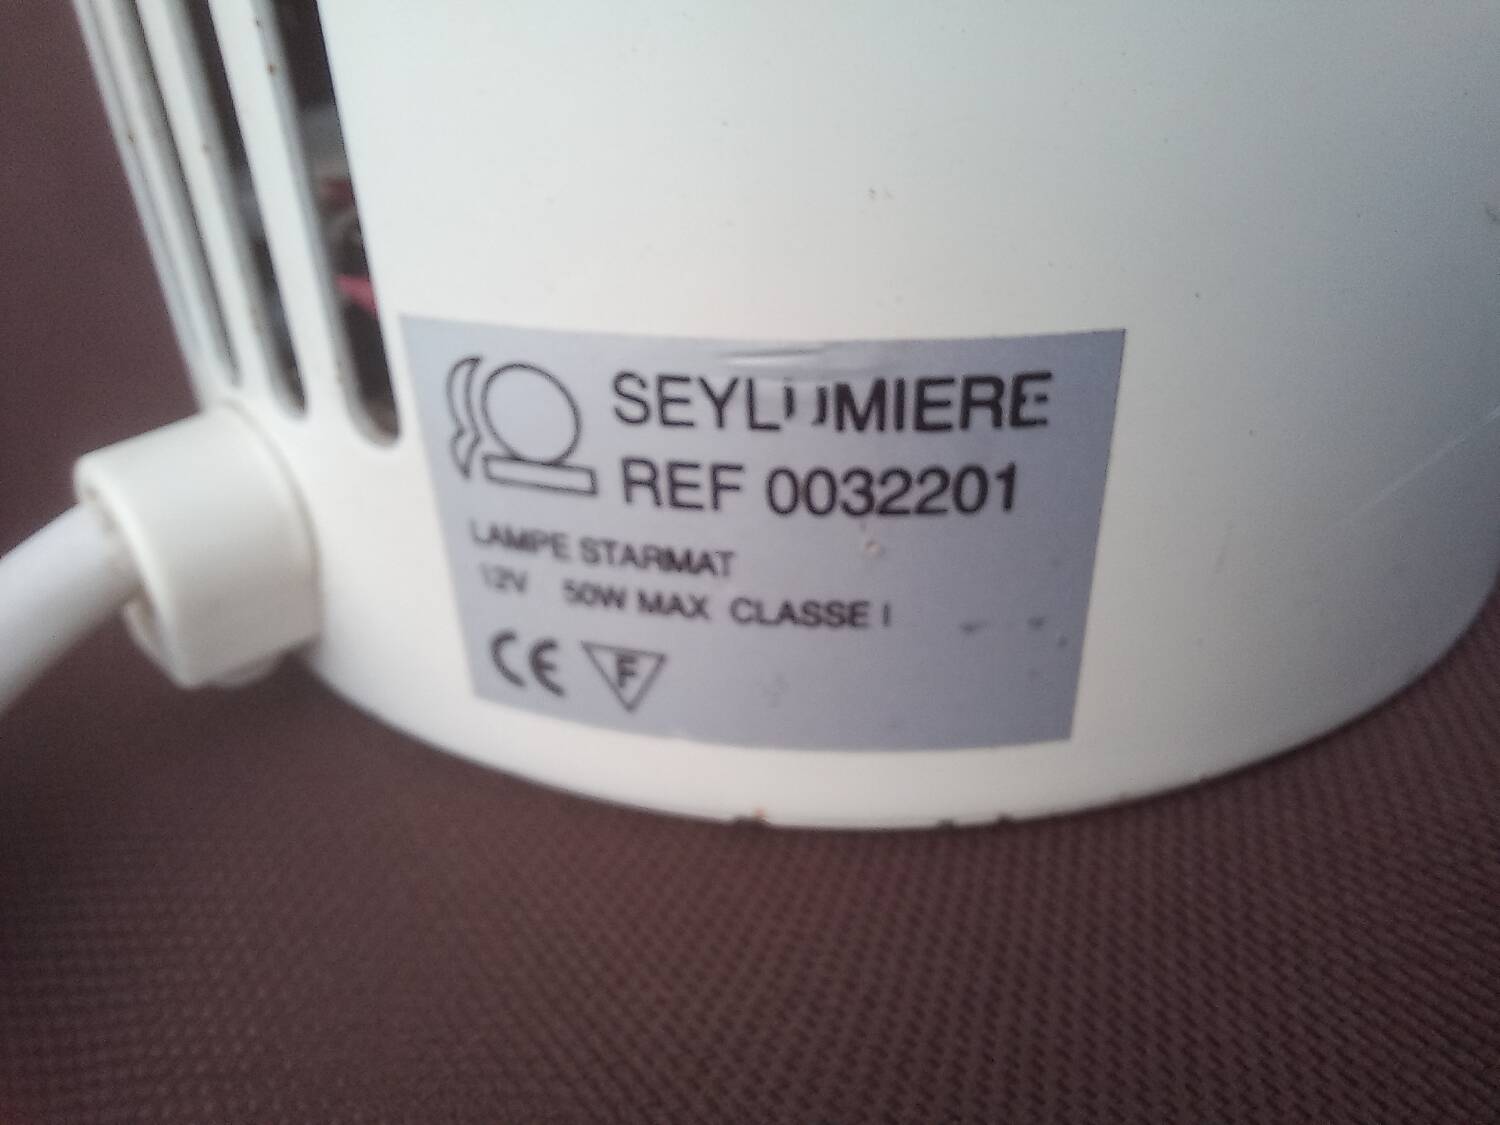 SEYLUMIERE
REF 0032201
LAMPE STARMAT
12V 50W MAX CLASSE I
CE F